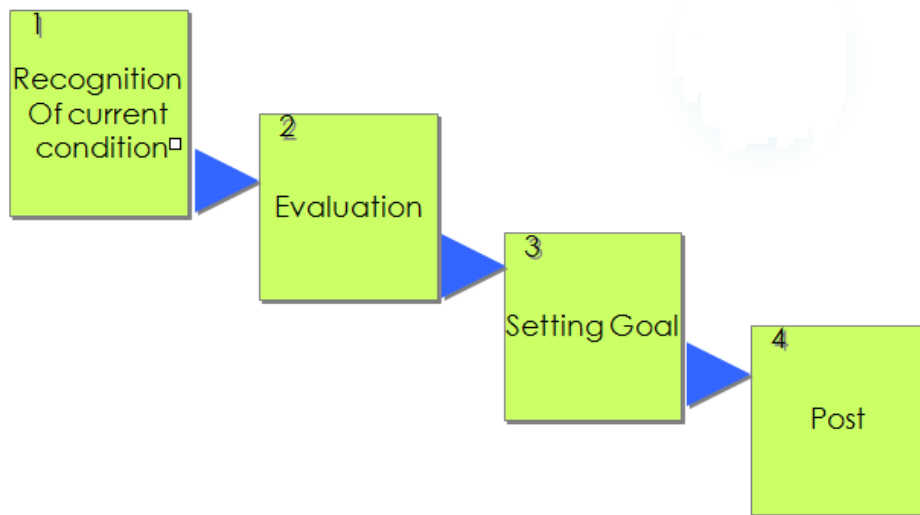 1
Recognition
Of current
condition
2
Evaluation
3
Setting Goal
4
Post